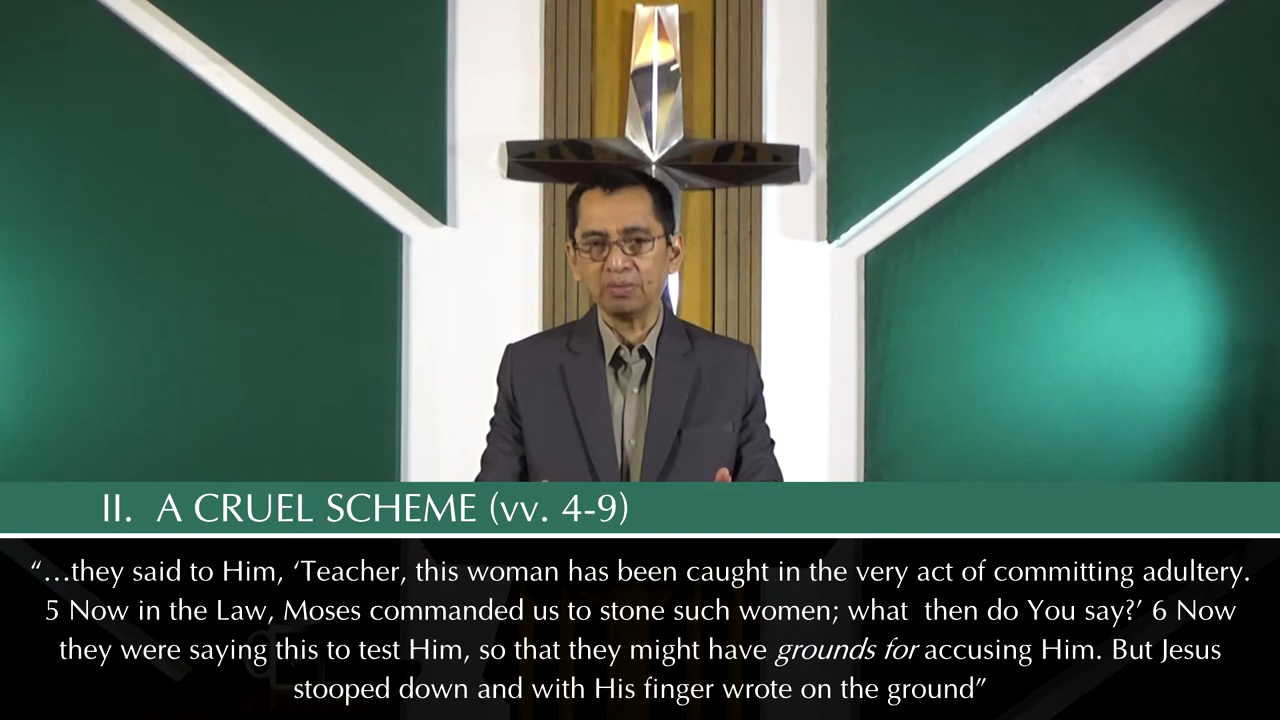 II. A CRUEL SCHEME (vv. 4-9)
“…they said to Him, ‘Teacher, this woman has been caught in the very act of committing adultery.
5 Now in the Law, Moses commanded us to stone such women; what then do You say?’ 6 Now
they were saying this to test Him, so that they might have grounds for accusing Him. But Jesus
stooped down and with His finger wrote on the ground”